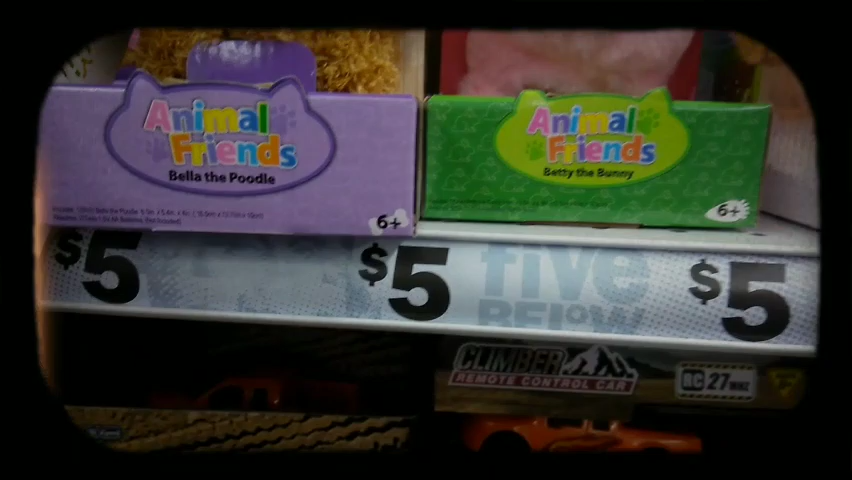 Animal
Friends
Bella the Poodle
6+
Animal
Friends
Betty the Bunny
6+
$5
$5
five
BELOW
$5
CLIMBER
REMOTE CONTROL CAR
RC 27 MHZ